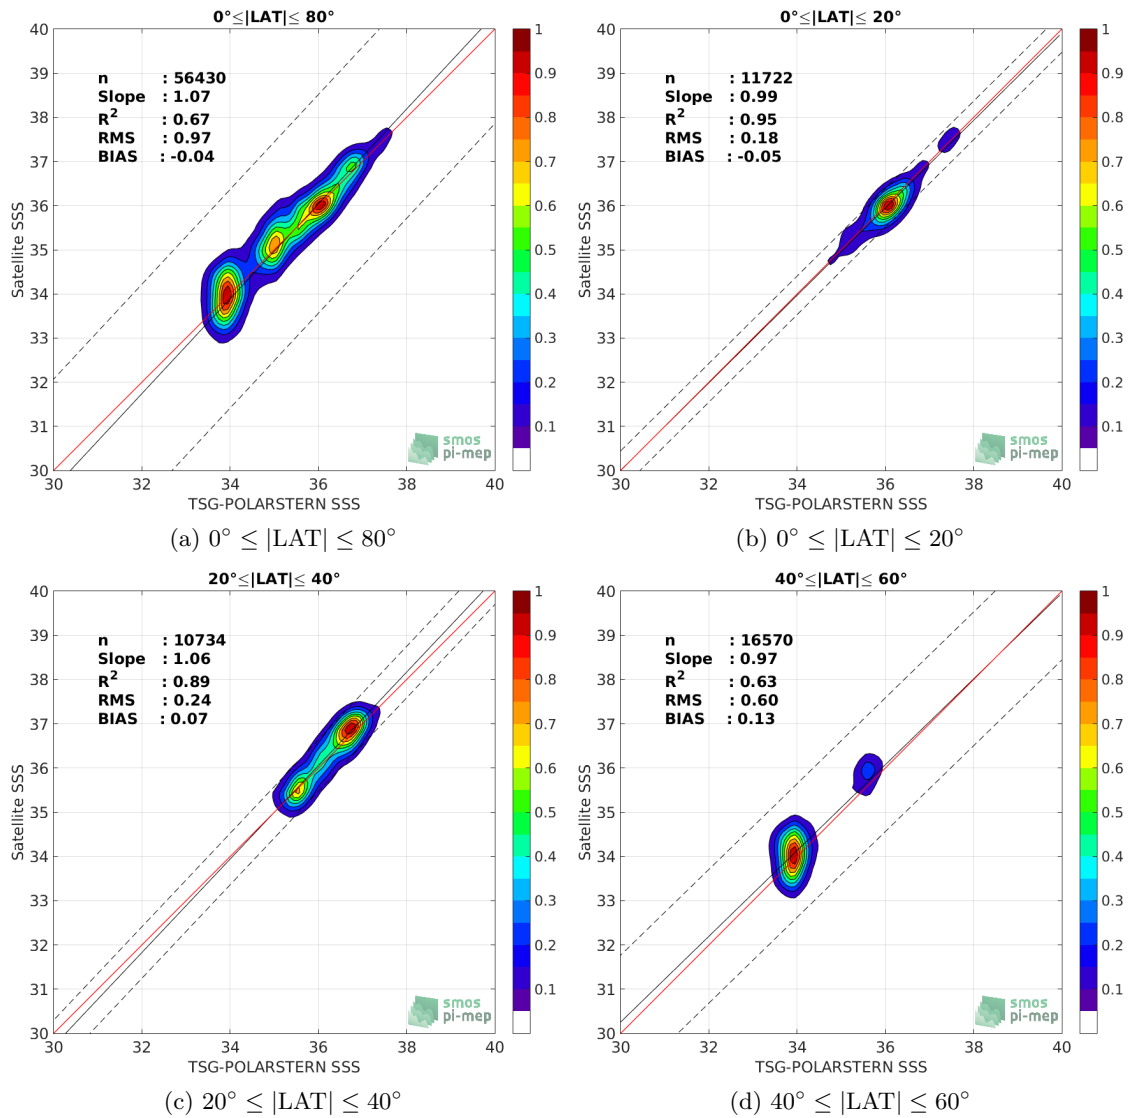 0°≤|LAT|≤ 80°
40
39
38
37
36
35
34
33
32
31
30
Satellite SSS
n : 56430
Slope : 1.07
R² : 0.67
RMS : 0.97
BIAS : -0.04
smos
pi-mep
30 32 34 36 38 40
TSG-POLARSTERN SSS
1
0.9
0.8
0.7
0.6
0.5
0.4
0.3
0.2
0.1
(a) 0° ≤ |LAT| ≤ 80°
0°≤|LAT|≤ 20°
40
39
38
37
36
35
34
33
32
31
30
Satellite SSS
n : 11722
Slope : 0.99
R² : 0.95
RMS : 0.18
BIAS : -0.05
smos
pi-mep
30 32 34 36 38 40
TSG-POLARSTERN SSS
1
0.9
0.8
0.7
0.6
0.5
0.4
0.3
0.2
0.1
(b) 0° ≤ |LAT| ≤ 20°
20°≤|LAT|≤ 40°
40
39
38
37
36
35
34
33
32
31
30
Satellite SSS
n : 10734
Slope : 1.06
R² : 0.89
RMS : 0.24
BIAS : 0.07
smos
pi-mep
30 32 34 36 38 40
TSG-POLARSTERN SSS
1
0.9
0.8
0.7
0.6
0.5
0.4
0.3
0.2
0.1
(c) 20° ≤ |LAT| ≤ 40°
40°≤|LAT|≤ 60°
40
39
38
37
36
35
34
33
32
31
30
Satellite SSS
n : 16570
Slope : 0.97
R² : 0.63
RMS : 0.60
BIAS : 0.13
smos
pi-mep
30 32 34 36 38 40
TSG-POLARSTERN SSS
1
0.9
0.8
0.7
0.6
0.5
0.4
0.3
0.2
0.1
(d) 40° ≤ |LAT| ≤ 60°